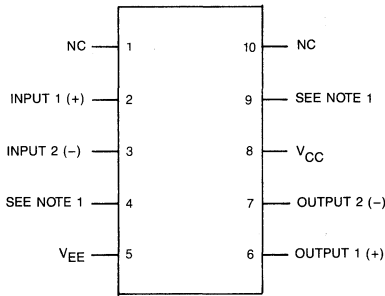 NC 1 10 NC
INPUT 1 (+) 2 9 SEE NOTE 1
INPUT 2 (−) 3 8 VCC
SEE NOTE 1 4 7 OUTPUT 2 (−)
VEE 5 6 OUTPUT 1 (+)